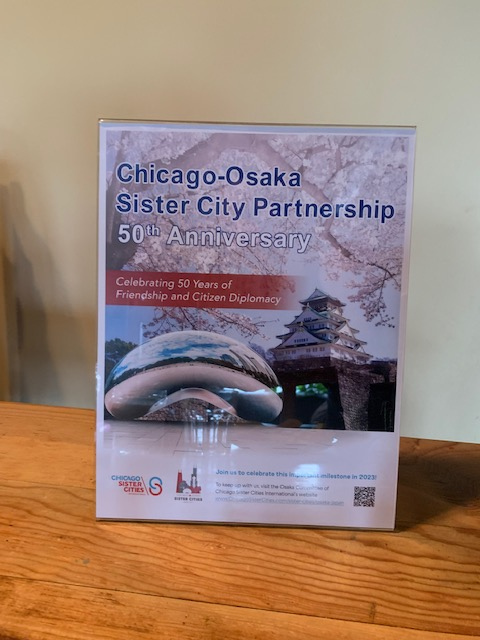 Chicago-Osaka
Sister City Partnership
50th Anniversary
Celebrating 50 Years of
Friendship and Citizen Diplomacy
CHICAGO
SISTER
CITIES
SISTER CITIES
Join us to celebrate this important milestone in 2023!
To keep up with us, visit the Osaka Committee of
Chicago Sister Cities International's website